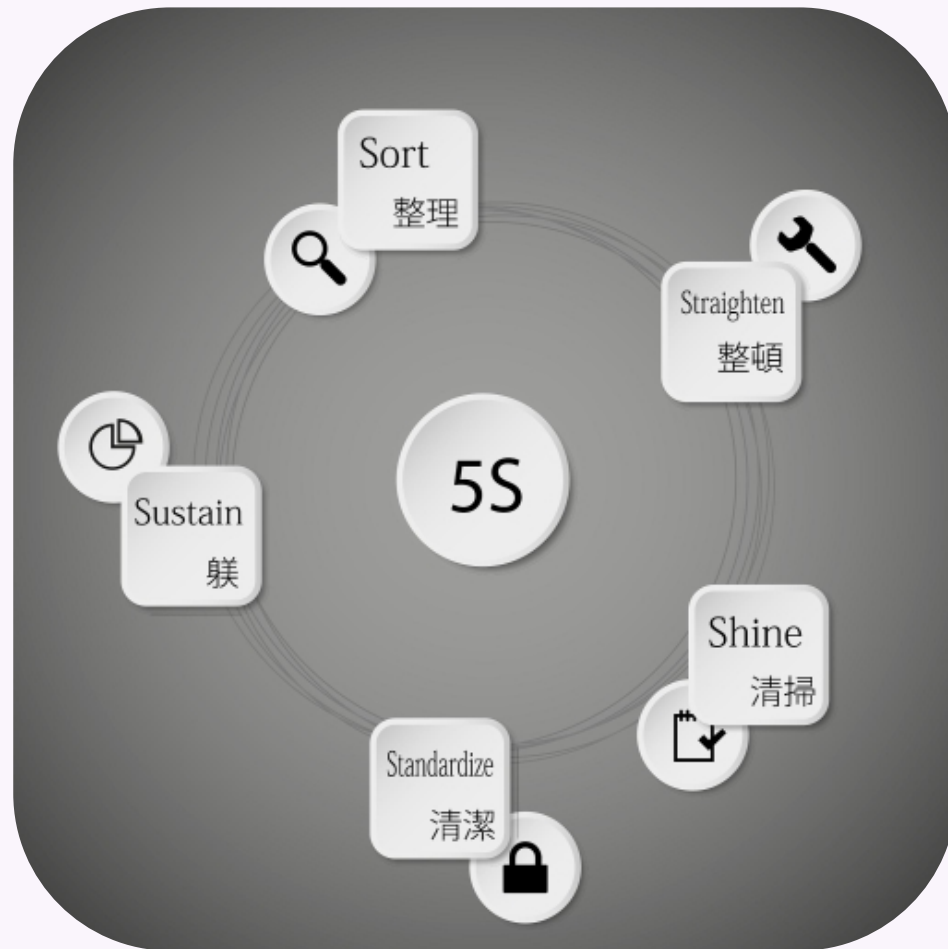 Sort
整理
Straighten
整頓
5S
Sustain
躾
Shine
清掃
Standardize
清潔